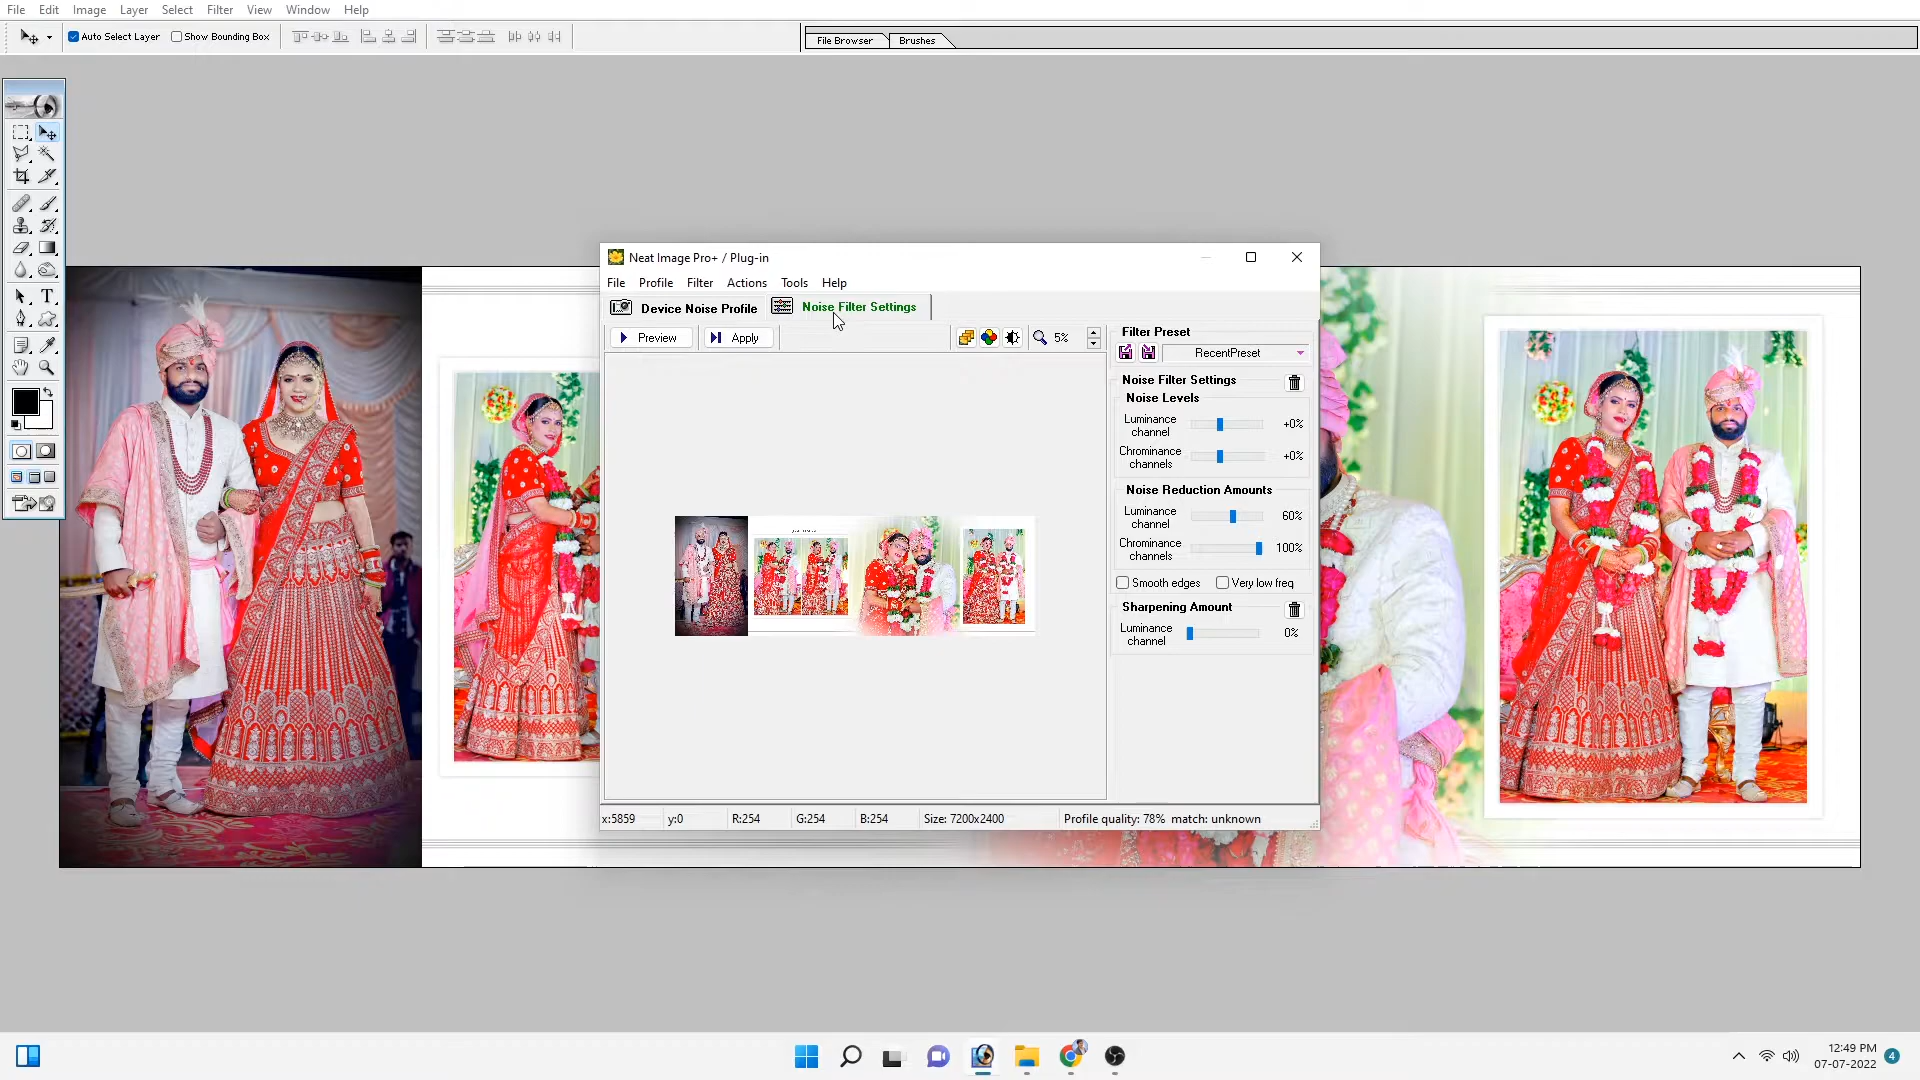 File Edit Image Layer Select Filter View Window Help
Auto Select Layer Show Bounding Box File Browser Brushes
Neat Image Pro+ / Plug-in
File Profile Filter Actions Tools Help
Device Noise Profile Noise Filter Settings
Preview Apply 5%
Filter Preset
RecentPreset
Noise Filter Settings
Noise Levels
Luminance channel +0%
Chrominance channels +0%
Noise Reduction Amounts
Luminance channel 60%
Chrominance channels 100%
Smooth edges Very low freq
Sharpening Amount
Luminance channel 0%
x:5859 y:0 R:254 G:254 B:254 Size: 7200x2400 Profile quality: 78% match: unknown
T
12:49 PM
07-07-2022
4